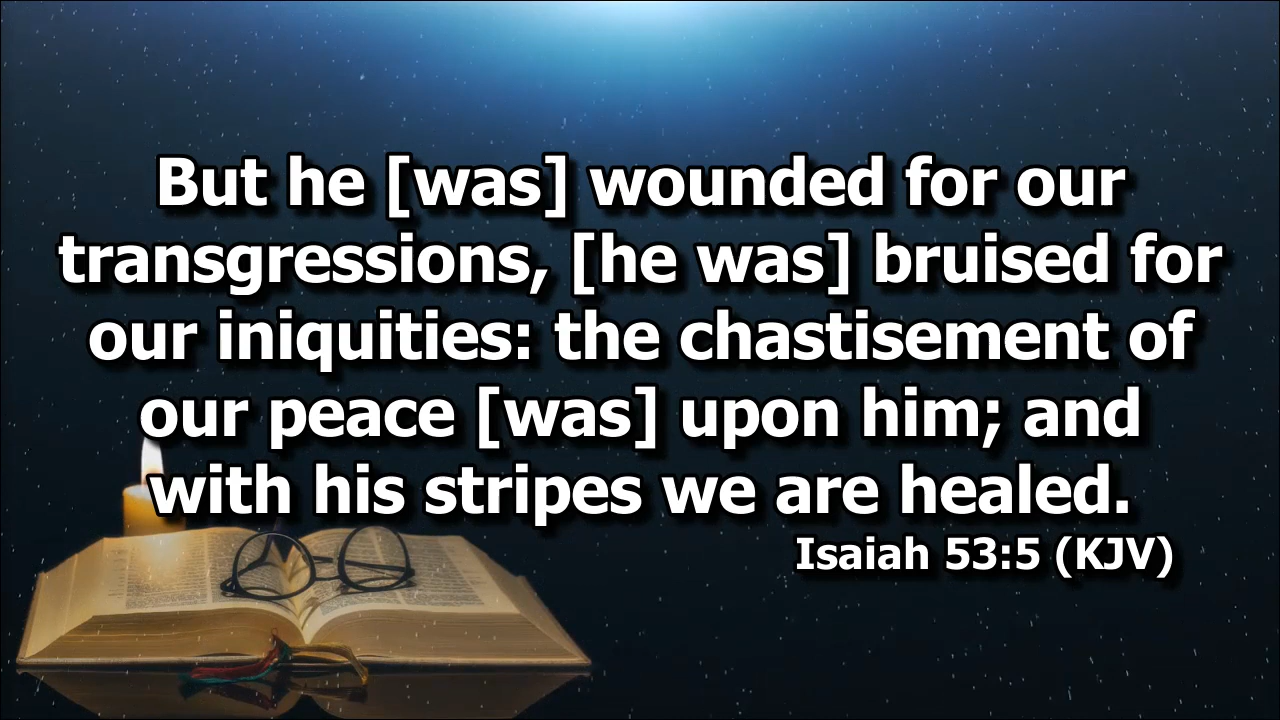 But he [was] wounded for our
transgressions, [he was] bruised for
our iniquities: the chastisement of
our peace [was] upon him; and
with his stripes we are healed.
Isaiah 53:5 (KJV)